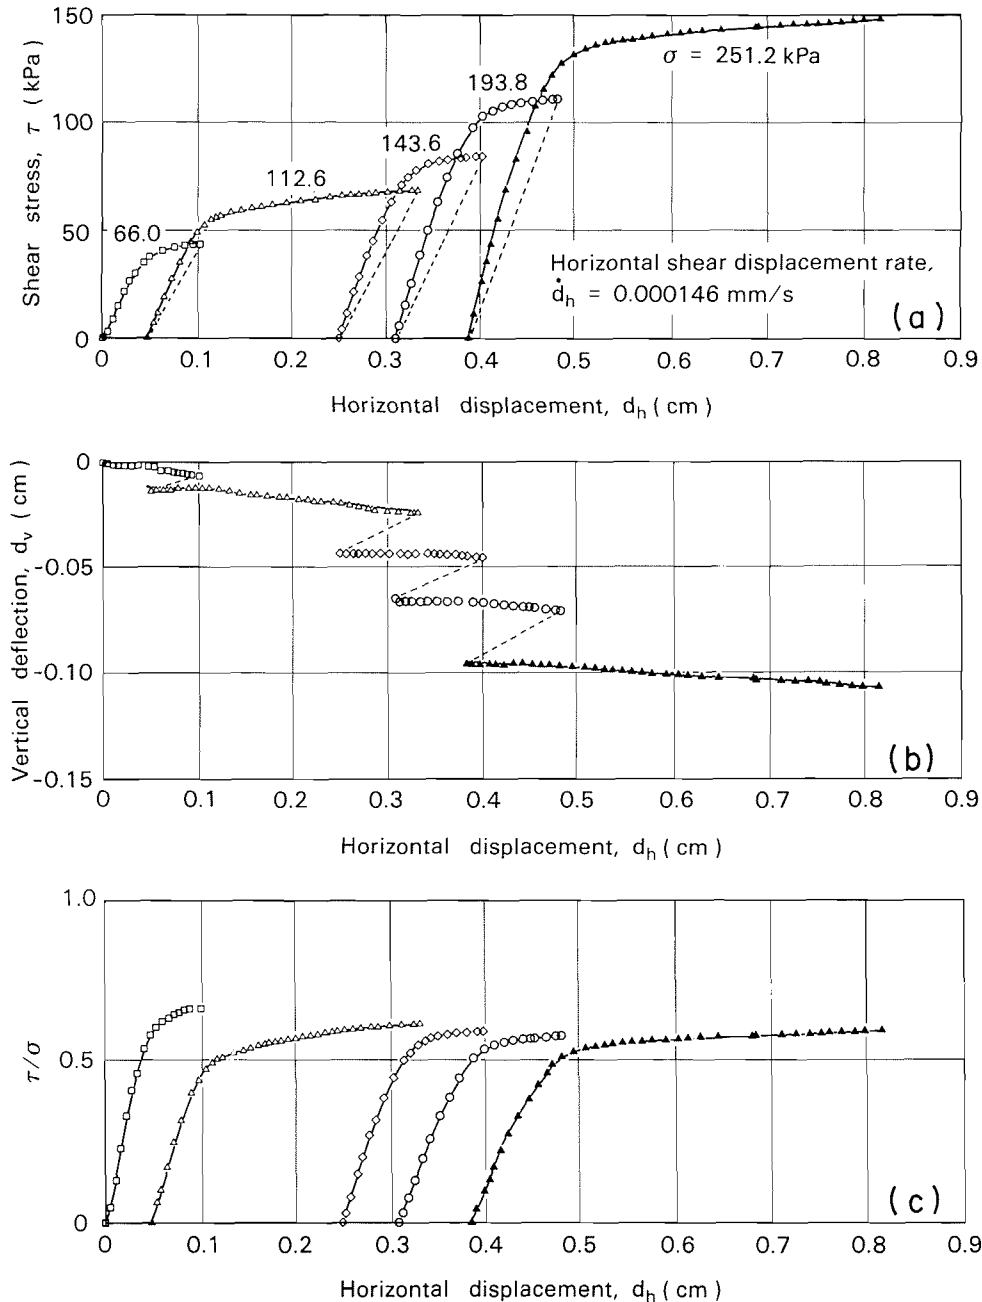 150
100
50
0
Shear stress, τ ( kPa)
66.0
112.6
143.6
193.8
σ = 251.2 kPa
Horizontal shear displacement rate,
ḋh = 0.000146 mm/s
(a)
0 0.1 0.2 0.3 0.4 0.5 0.6 0.7 0.8 0.9
Horizontal displacement, dh ( cm)
0
-0.05
-0.10
-0.15
Vertical deflection, dv ( cm)
(b)
0 0.1 0.2 0.3 0.4 0.5 0.6 0.7 0.8 0.9
Horizontal displacement, dh ( cm)
1.0
0.5
0
τ/σ
(c)
0 0.1 0.2 0.3 0.4 0.5 0.6 0.7 0.8 0.9
Horizontal displacement, dh ( cm)